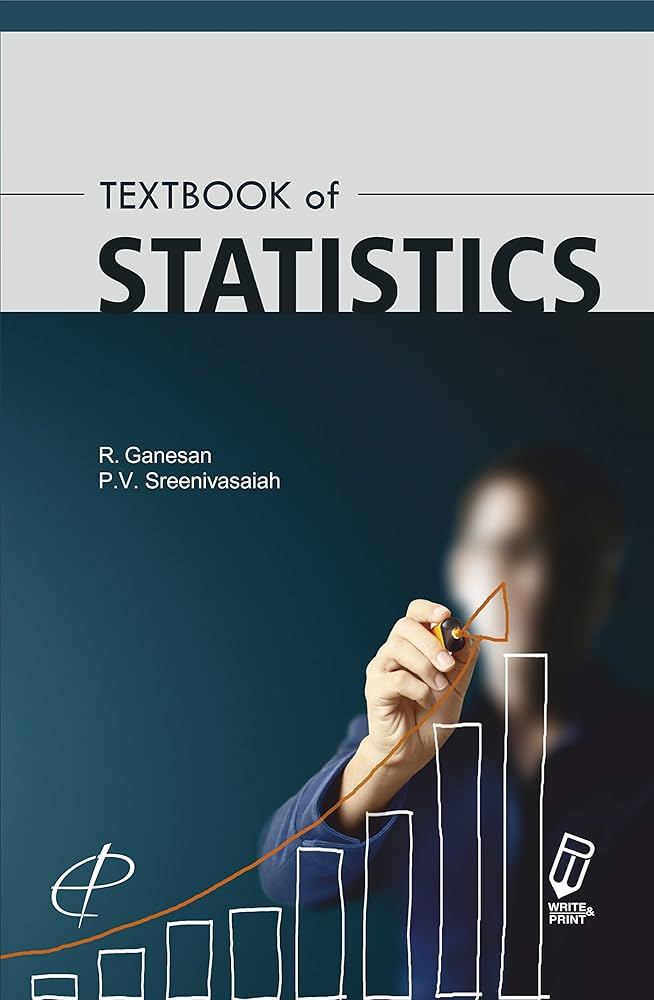 TEXTBOOK of
STATISTICS
R. Ganesan
P.V. Sreenivasaiah
WRITE &
PRINT